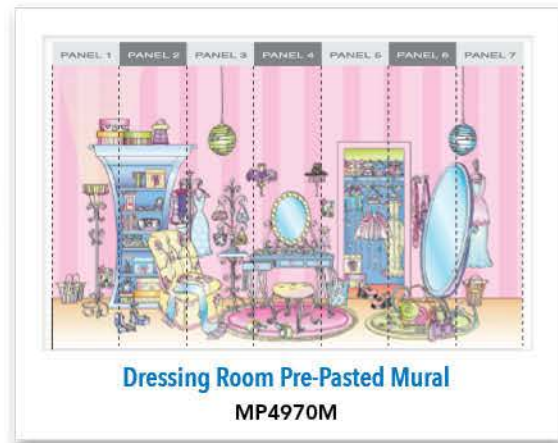 PANEL 1 PANEL 2 PANEL 3 PANEL 4 PANEL 5 PANEL 6 PANEL 7
Dressing Room Pre-Pasted Mural
MP4970M